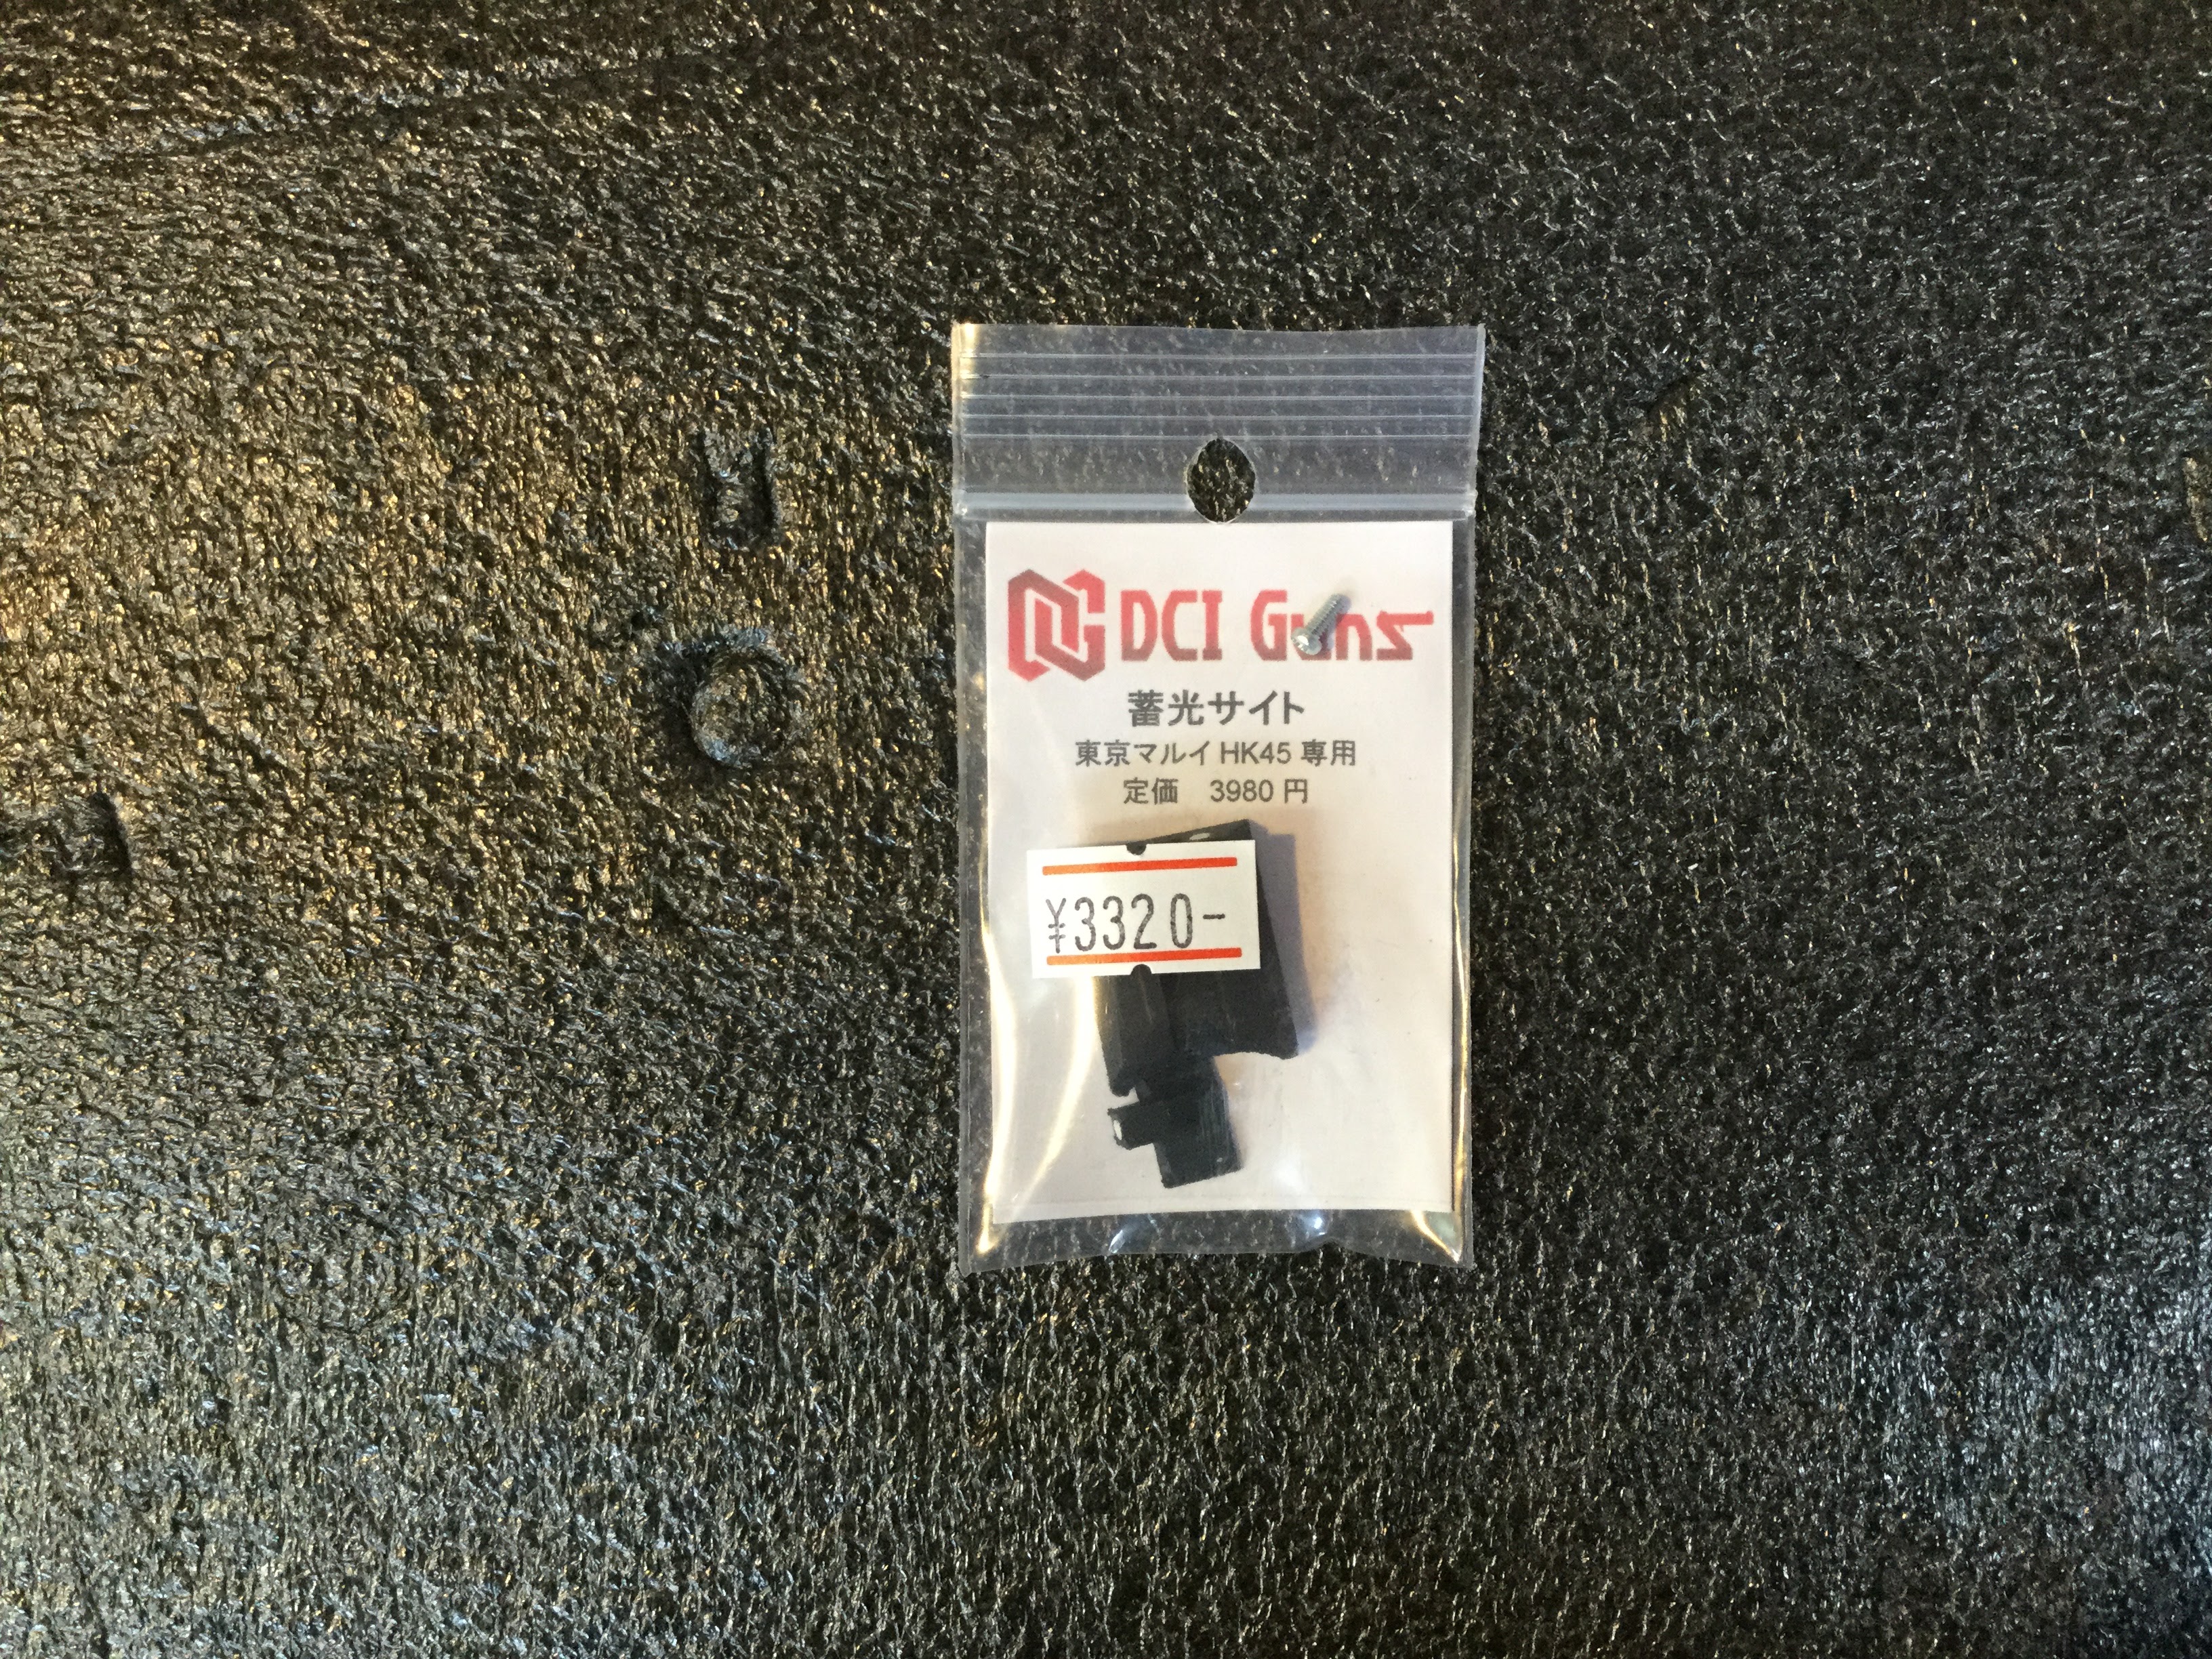 DCI Guns
蓄光サイト
東京マルイ HK45 専用
定価 3980 円
¥3320-